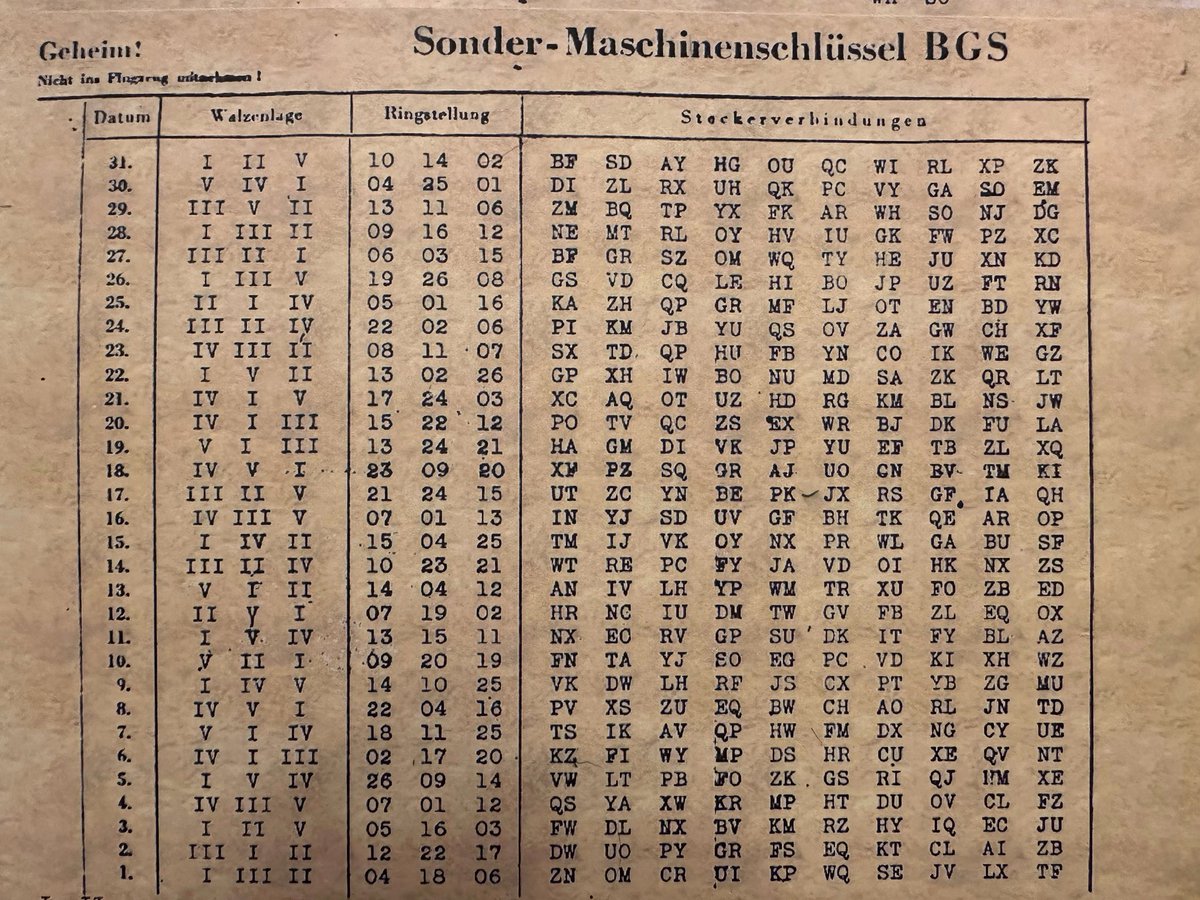 Geheim!
Sonder-Maschinenschlüssel BGS
Nicht ins Flugzeug mitnehmen!
Datum Walzenlage Ringstellung Steckerverbindungen
31. I II V 10 14 02 BF SD AY HG OU QC WI RL XP ZK
30. V IV I 04 25 01 DI ZL RX UH QK PC VY GA SO EM
29. III V II 13 11 06 ZM BQ TP YX FK AR WH SO NJ DG
28. I III II 09 16 12 NE MT RL OY HV IU GK FW PZ XC
27. III II I 06 03 15 BF GR SZ OM WQ TY HE JU XN KD
26. I III V 19 26 08 GS VD CQ LE HI BO JP UZ FT RN
25. II I IV 05 01 16 KA ZH QP GR MF LJ OT EN BD YW
24. III II IV 22 02 06 PI KM JB YU QS OV ZA GW CH XF
23. IV III II 08 11 07 SX TD QP HU FB YN CO IK WE GZ
22. I V II 13 02 26 GP XH IW BO NU MD SA ZK QR LT
21. IV I V 17 24 03 XC AQ OT UZ HD RG KM BL NS JW
20. IV I III 15 22 12 PO TV QC ZS EX WR BJ DK FU LA
19. V I III 13 24 21 HA GM DI VK JP YU EF TB ZL XQ
18. IV V I 23 09 20 XF PZ SQ GR AJ UO GN BV TM KI
17. III II V 21 24 15 UT ZC YN BE PK JX RS GF IA QH
16. IV III V 07 01 13 IN YJ SD UV GF BH TK QE AR OP
15. I IV II 15 04 25 TM IJ VK OY NX PR WL GA BU SF
14. III II IV 10 23 21 WT RE PC FY JA VD OI HK NX ZS
13. V I II 14 04 12 AN IV LH YP WM TR XU FO ZB ED
12. II V I 07 19 02 HR NC IU DM TW GV FB ZL EQ OX
11. I V IV 13 15 11 NX EC RV GP SU DK IT FY BL AZ
10. V II I 09 20 19 FN TA YJ SO EG PC VD KI XH WZ
9. I IV V 14 10 25 VK DW LH RF JS CX PT YB ZG MU
8. IV V I 22 04 16 PV XS ZU EQ BW CH AO RL JN TD
7. V I IV 18 11 25 TS IK AV QP HW FM DX NG CY UE
6. IV I III 02 17 20 KZ FI WY MP DS HR CU XE QV NT
5. I V IV 26 09 14 VW LT PB FO ZK GS RI QJ XE
4. IV III V 07 01 12 QS YA XW KR MP HT DU OV CL FZ
3. I II V 05 16 03 FW DL NX BV KM RZ HY IQ EC JU
2. III I II 12 22 17 DW UO PY GR FS EQ KT CL AI ZB
1. I III II 04 18 06 ZN OM CR UI KP WQ SE JV LX TF